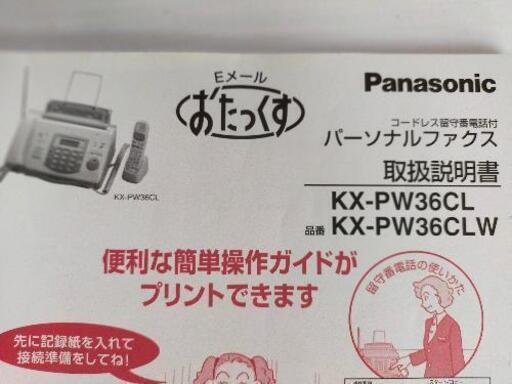 Eメール
おたっくす
Panasonic
コードレス留守番電話付
パーソナルファクス
取扱説明書
KX-PW36CL
品番 KX-PW36CLW
KX-PW36CL
便利な簡単操作ガイドが
プリントできます
留守番電話の使いかた
先に記録紙を入れて
接続準備をしてね!